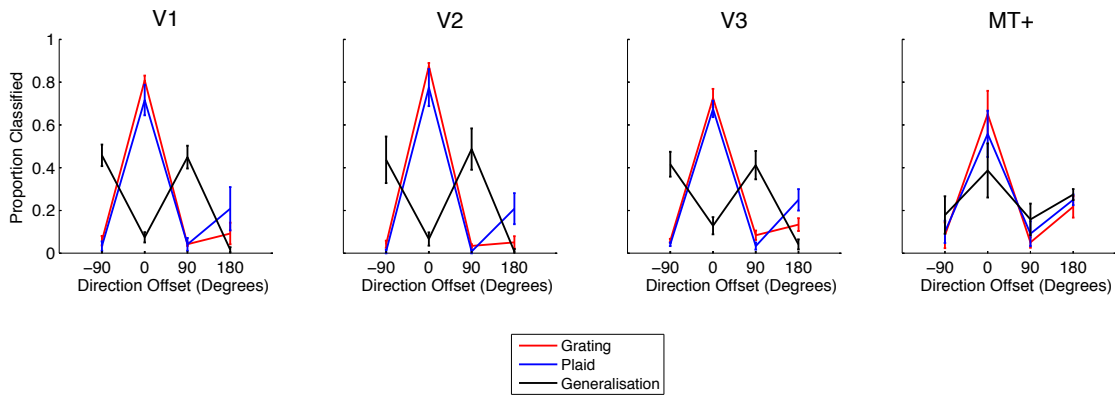 V1 V2 V3 MT+
Proportion Classified
1
0.8
0.6
0.4
0.2
0
−90 0 90 180 −90 0 90 180 −90 0 90 180 −90 0 90 180
Direction Offset (Degrees) Direction Offset (Degrees) Direction Offset (Degrees) Direction Offset (Degrees)
Grating
Plaid
Generalisation